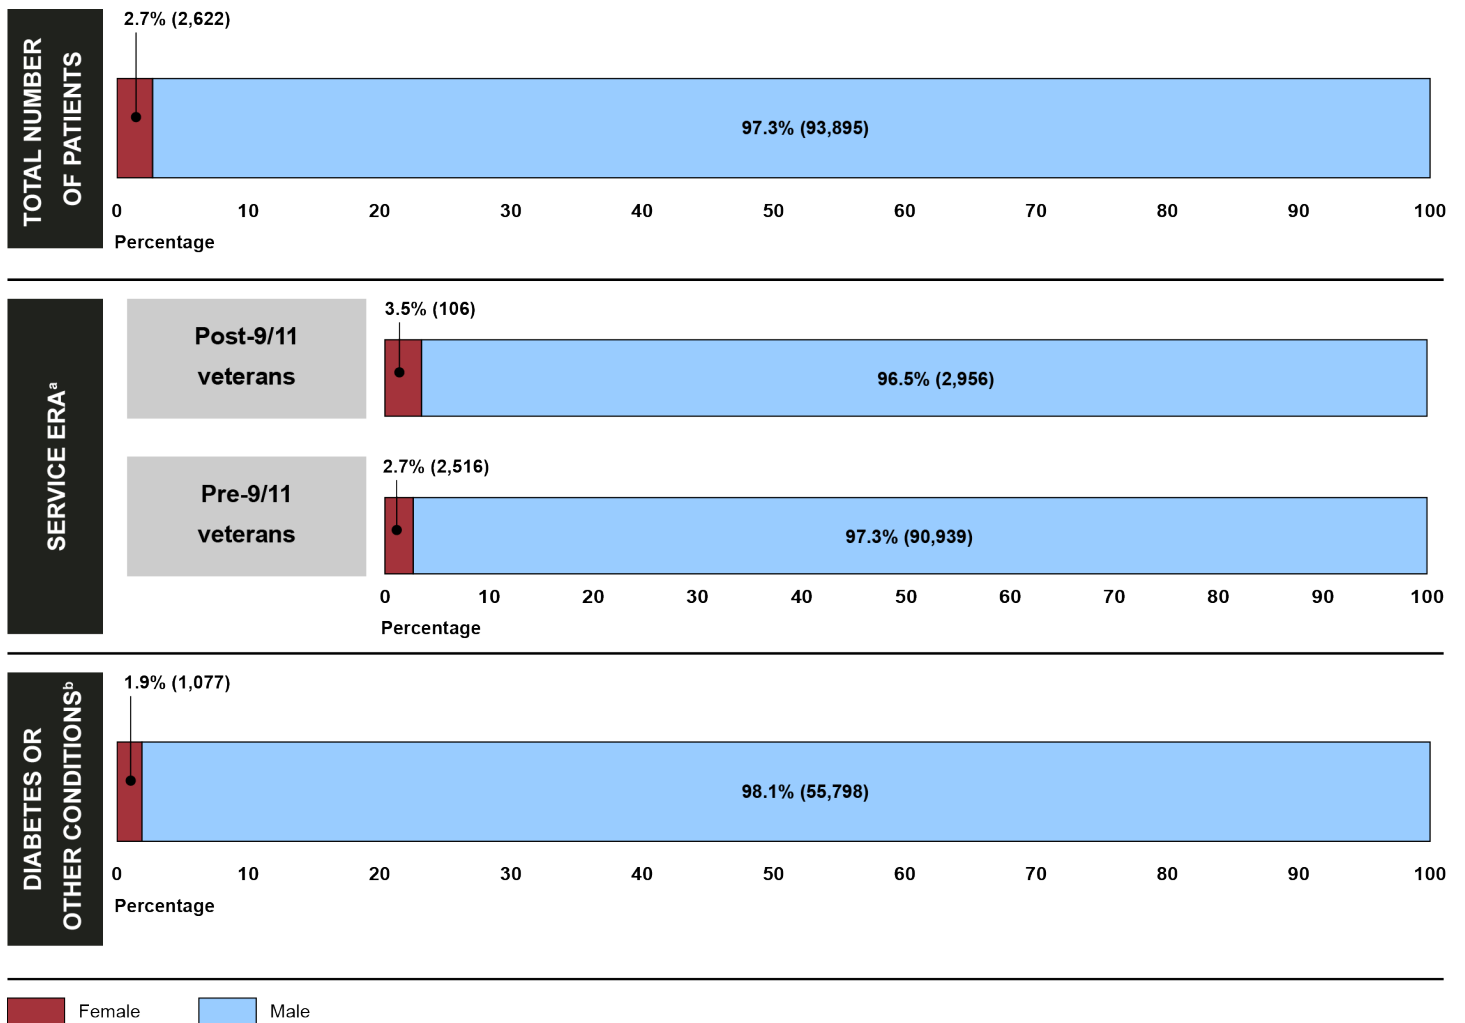 TOTAL NUMBER
OF PATIENTS
2.7% (2,622)
97.3% (93,895)
0 10 20 30 40 50 60 70 80 90 100
Percentage
SERVICE ERAᵃ
Post-9/11
veterans
3.5% (106)
96.5% (2,956)
Pre-9/11
veterans
2.7% (2,516)
97.3% (90,939)
0 10 20 30 40 50 60 70 80 90 100
Percentage
DIABETES OR
OTHER CONDITIONSᵇ
1.9% (1,077)
98.1% (55,798)
0 10 20 30 40 50 60 70 80 90 100
Percentage
Female Male